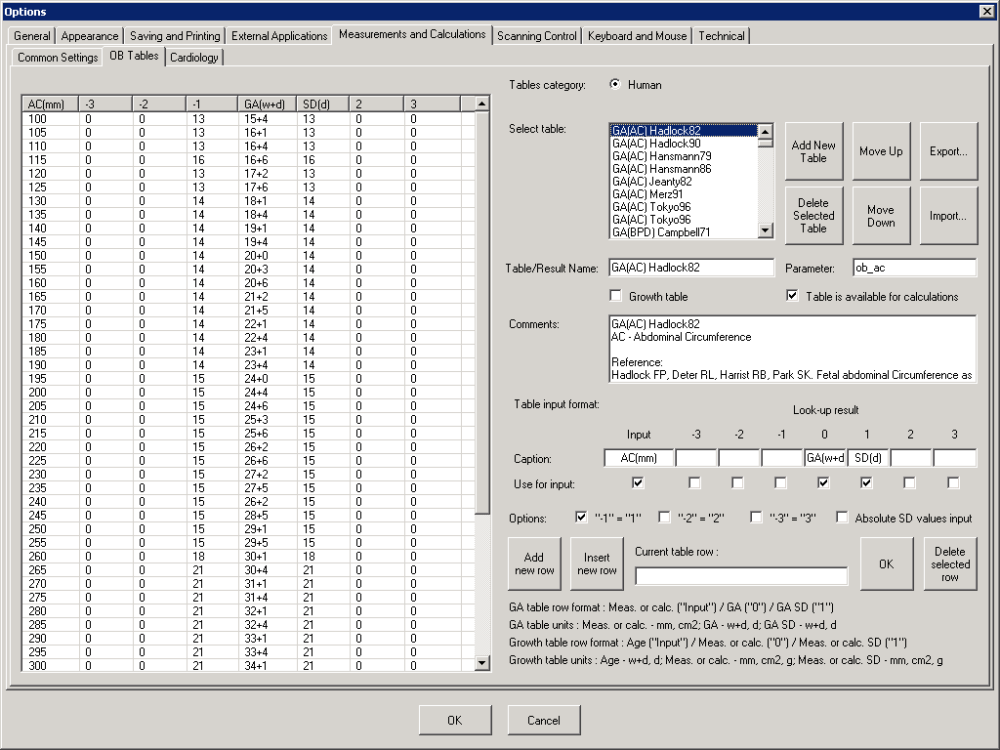 Options
General Appearance Saving and Printing External Applications Measurements and Calculations Scanning Control Keyboard and Mouse Technical
Common Settings OB Tables Cardiology
AC(mm) -3 -2 -1 GA(w+d) SD(d) 2 3
100 0 0 13 15+4 13 0 0
105 0 0 13 16+1 13 0 0
110 0 0 13 16+4 13 0 0
115 0 0 16 16+6 16 0 0
120 0 0 13 17+2 13 0 0
125 0 0 13 17+6 13 0 0
130 0 0 14 18+1 14 0 0
135 0 0 14 18+4 14 0 0
140 0 0 14 19+1 14 0 0
145 0 0 14 19+4 14 0 0
150 0 0 14 20+0 14 0 0
155 0 0 14 20+3 14 0 0
160 0 0 14 20+6 14 0 0
165 0 0 14 21+2 14 0 0
170 0 0 14 21+5 14 0 0
175 0 0 14 22+1 14 0 0
180 0 0 14 22+4 14 0 0
185 0 0 14 23+1 14 0 0
190 0 0 14 23+4 14 0 0
195 0 0 15 24+0 15 0 0
200 0 0 15 24+4 15 0 0
205 0 0 15 24+6 15 0 0
210 0 0 15 25+3 15 0 0
215 0 0 15 25+6 15 0 0
220 0 0 15 26+2 15 0 0
225 0 0 15 26+6 15 0 0
230 0 0 15 27+2 15 0 0
235 0 0 15 27+5 15 0 0
240 0 0 15 26+2 15 0 0
245 0 0 15 28+5 15 0 0
250 0 0 15 29+1 15 0 0
255 0 0 15 29+5 15 0 0
260 0 0 18 30+1 18 0 0
265 0 0 21 30+4 21 0 0
270 0 0 21 31+1 21 0 0
275 0 0 21 31+4 21 0 0
280 0 0 21 32+1 21 0 0
285 0 0 21 32+4 21 0 0
290 0 0 21 33+1 21 0 0
295 0 0 21 33+4 21 0 0
300 0 0 21 34+1 21 0 0
Tables category: Human
Select table:
GA(AC) Hadlock82
GA(AC) Hadlock90
GA(AC) Hansmann79
GA(AC) Hansmann86
GA(AC) Jeanty82
GA(AC) Merz91
GA(AC) Tokyo96
GA(AC) Tokyo96
GA(BPD) Campbell71
Add New
Table
Move Up
Export...
Delete
Selected
Table
Move
Down
Import...
Table/Result Name: GA(AC) Hadlock82 Parameter: ob_ac
Growth table Table is available for calculations
Comments:
GA(AC) Hadlock82
AC - Abdominal Circumference
Reference:
Hadlock FP, Deter RL, Harrist RB, Park SK. Fetal abdominal Circumference as
Table input format:
Look-up result
Input -3 -2 -1 0 1 2 3
Caption: AC(mm) GA(w+d SD(d)
Use for input:
Options: "-1" = "1" "-2" = "2" "-3" = "3" Absolute SD values input
Add
new row
Insert
new row
Current table row :
OK
Delete
selected
row
GA table row format : Meas. or calc. ("Input") / GA ("0") / GA SD ("1")
GA table units : Meas. or calc. - mm, cm2; GA - w+d, d; GA SD - w+d, d
Growth table row format : Age ("Input") / Meas. or calc. ("0") / Meas. or calc. SD ("1")
Growth table units : Age - w+d, d; Meas. or calc. - mm, cm2, g; Meas. or calc. SD - mm, cm2, g
OK Cancel